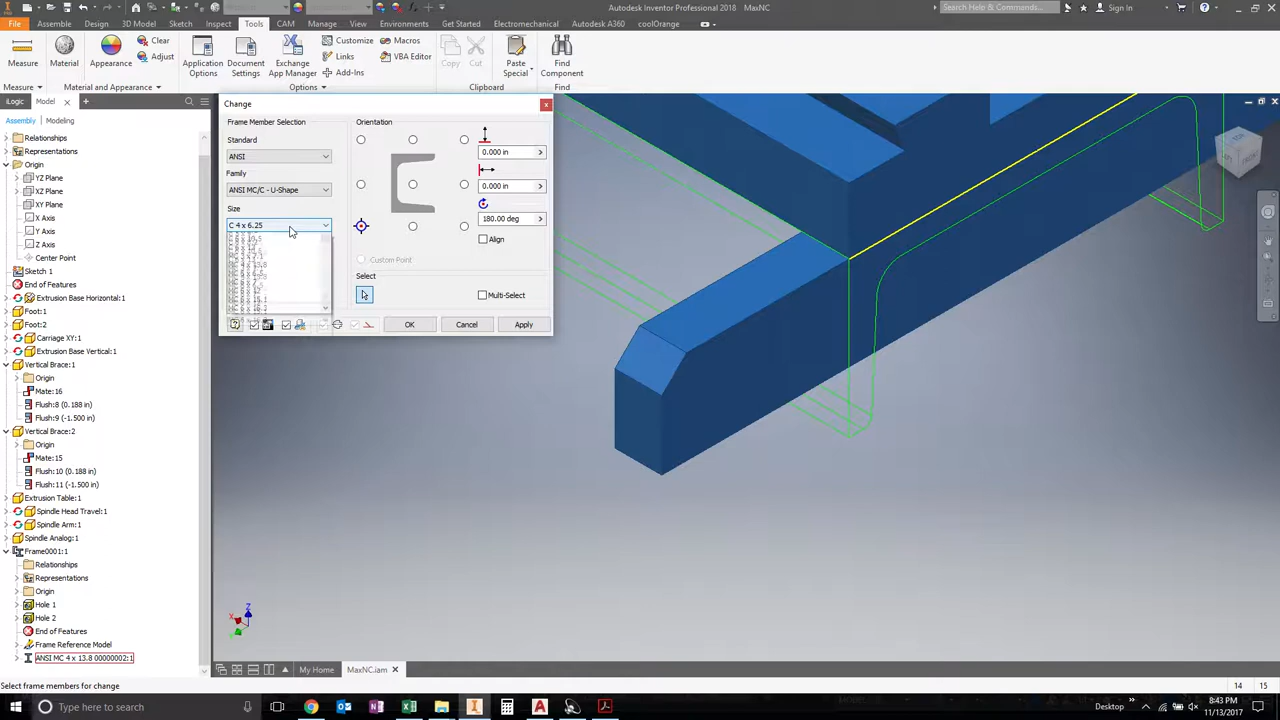 Autodesk Inventor Professional 2018 MaxNC
Search Help & Commands...
Sign In
File Assembly Design 3D Model Sketch Inspect Tools CAM Manage View Environments Get Started Electromechanical Autodesk A360 coolOrange
Measure
Material
Appearance
Clear
Adjust
Application Options
Document Settings
Exchange App Manager
Customize
Links
Add-Ins
Macros
VBA Editor
Copy
Cut
Paste Special
Find Component
Measure Material and Appearance Options Clipboard Find
iLogic Model
Assembly Modeling
Relationships
Representations
Origin
YZ Plane
XZ Plane
XY Plane
X Axis
Y Axis
Z Axis
Center Point
Sketch 1
End of Features
Extrusion Base Horizontal:1
Foot:1
Foot:2
Carriage XY:1
Extrusion Base Vertical:1
Vertical Brace:1
Origin
Mate:16
Flush:8 (0.188 in)
Flush:9 (-1.500 in)
Vertical Brace:2
Origin
Mate:15
Flush:10 (0.188 in)
Flush:11 (-1.500 in)
Extrusion Table:1
Spindle Head Travel:1
Spindle Arm:1
Spindle Analog:1
Frame0001:1
Relationships
Representations
Origin
Hole 1
Hole 2
End of Features
Frame Reference Model
ANSI MC 4 x 13.8 00000002:1
Change
Frame Member Selection
Standard
ANSI
Family
ANSI MC/C - U-Shape
Size
C 4 x 6.25
Orientation
0.000 in
0.000 in
180.00 deg
Align
Custom Point
Select
Multi-Select
OK Cancel Apply
FRONT
X
Y
Z
My Home MaxNC.iam
Select frame members for change
14 15
Type here to search
Desktop
8:43 PM
11/13/2017